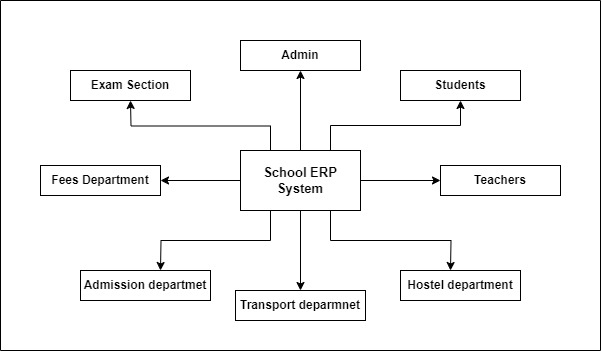 Admin
Exam Section
Students
School ERP
System
Fees Department
Teachers
Admission departmet
Hostel department
Transport deparmnet